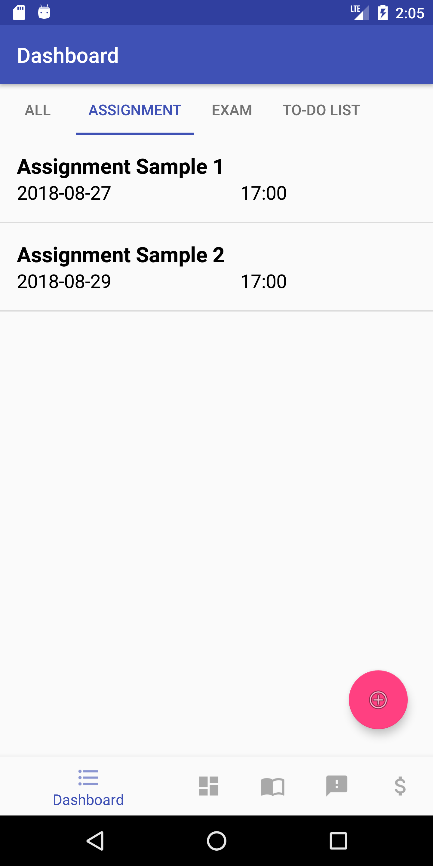 LTE 2:05
Dashboard
ALL ASSIGNMENT EXAM TO-DO LIST
Assignment Sample 1
2018-08-27 17:00
Assignment Sample 2
2018-08-29 17:00
Dashboard